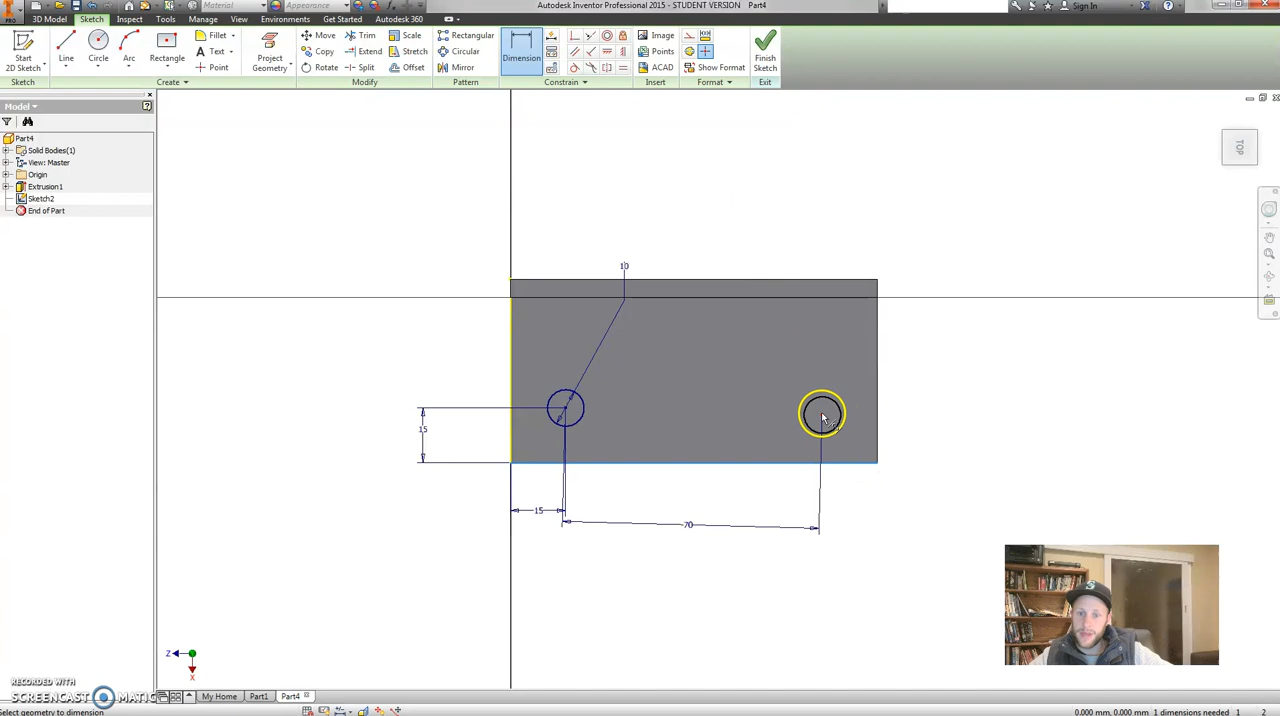 Autodesk Inventor Professional 2015 - STUDENT VERSION Part4
Material
Appearance
Sign In
PRO
3D Model
Sketch
Inspect
Tools
Manage
View
Environments
Get Started
Autodesk 360
Start
2D Sketch
Line
Circle
Arc
Rectangle
Fillet
Text
Point
Project
Geometry
Move
Copy
Rotate
Trim
Extend
Split
Scale
Stretch
Offset
Rectangular
Circular
Mirror
Dimension
Image
Points
ACAD
Show Format
Finish
Sketch
Sketch
Create
Modify
Pattern
Constrain
Insert
Format
Exit
Model
Part4
Solid Bodies(1)
View: Master
Origin
Extrusion1
Sketch2
End of Part
TOP
10
15
15
70
Z
X
RECORDED WITH
SCREENCAST MATIC
My Home
Part1
Part4
Select geometry to dimension
0.000 mm, 0.000 mm 1 dimensions needed 1 2